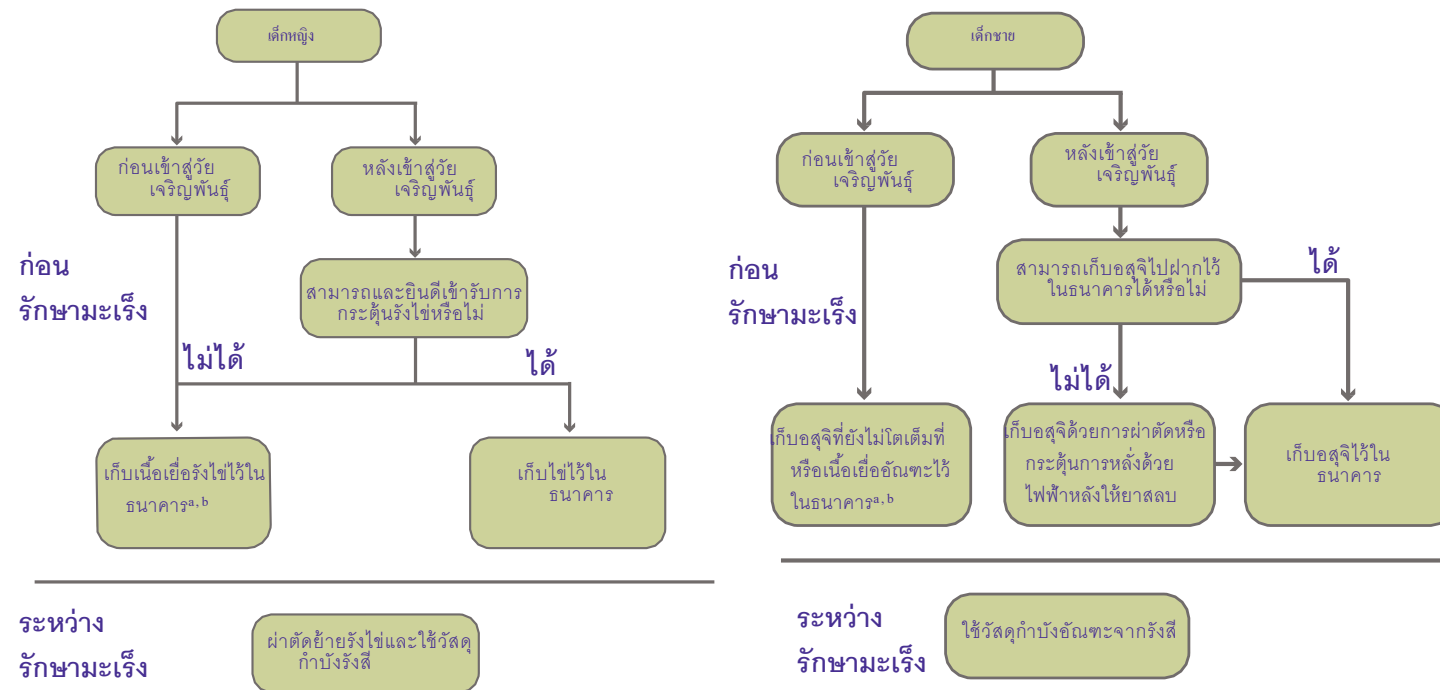 เด็กหญิง
ก่อนเข้าสู่วัย
เจริญพันธุ์
หลังเข้าสู่วัย
เจริญพันธุ์
ก่อน
รักษามะเร็ง
สามารถและยินดีเข้ารับการ
กระตุ้นรังไข่หรือไม่
ไม่ได้
ได้
เก็บเนื้อเยื่อรังไข่ไว้ใน
ธนาคารᵃ,ᵇ
เก็บไข่ไว้ใน
ธนาคาร
ระหว่าง
รักษามะเร็ง
ผ่าตัดย้ายรังไข่และใช้วัสดุ
กำบังรังสี
เด็กชาย
ก่อนเข้าสู่วัย
เจริญพันธุ์
หลังเข้าสู่วัย
เจริญพันธุ์
ก่อน
รักษามะเร็ง
สามารถเก็บอสุจิไปฝากไว้
ในธนาคารได้หรือไม่
ได้
ไม่ได้
เก็บอสุจิที่ยังไม่โตเต็มที่
หรือเนื้อเยื่ออัณฑะไว้
ในธนาคารᵃ,ᵇ
เก็บอสุจิด้วยการผ่าตัดหรือ
กระตุ้นการหลั่งด้วย
ไฟฟ้าหลังให้ยาสลบ
เก็บอสุจิไว้ใน
ธนาคาร
ระหว่าง
รักษามะเร็ง
ใช้วัสดุกำบังอัณฑะจากรังสี